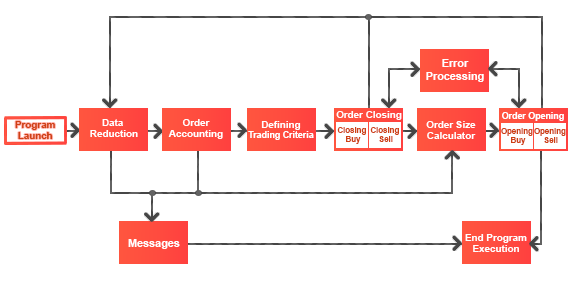 Error
Processing
Program
Launch
Data
Reduction
Order
Accounting
Defining
Trading Criteria
Order Closing
Closing
Buy
Closing
Sell
Order Size
Calculator
Order Opening
Opening
Buy
Opening
Sell
Messages
End Program
Execution